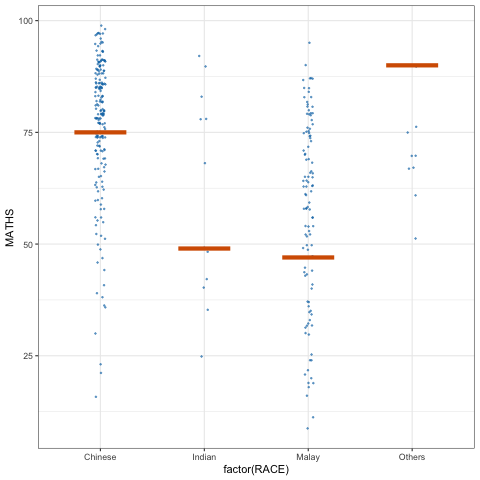 100
75
50
25
MATHS
Chinese
Indian
Malay
Others
factor(RACE)